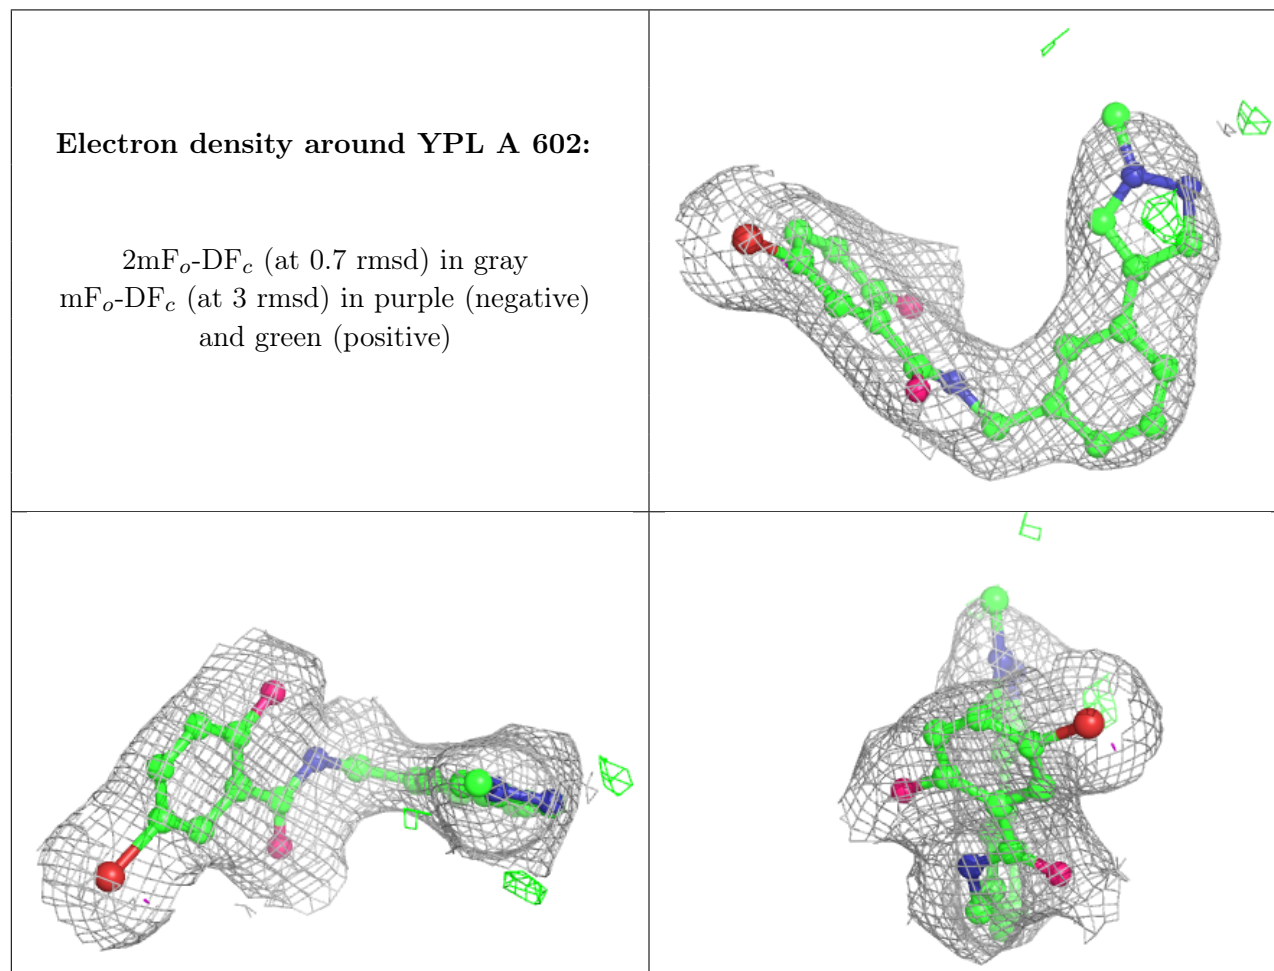 Electron density around YPL A 602:
2mFo-DFc (at 0.7 rmsd) in gray
mFo-DFc (at 3 rmsd) in purple (negative)
and green (positive)